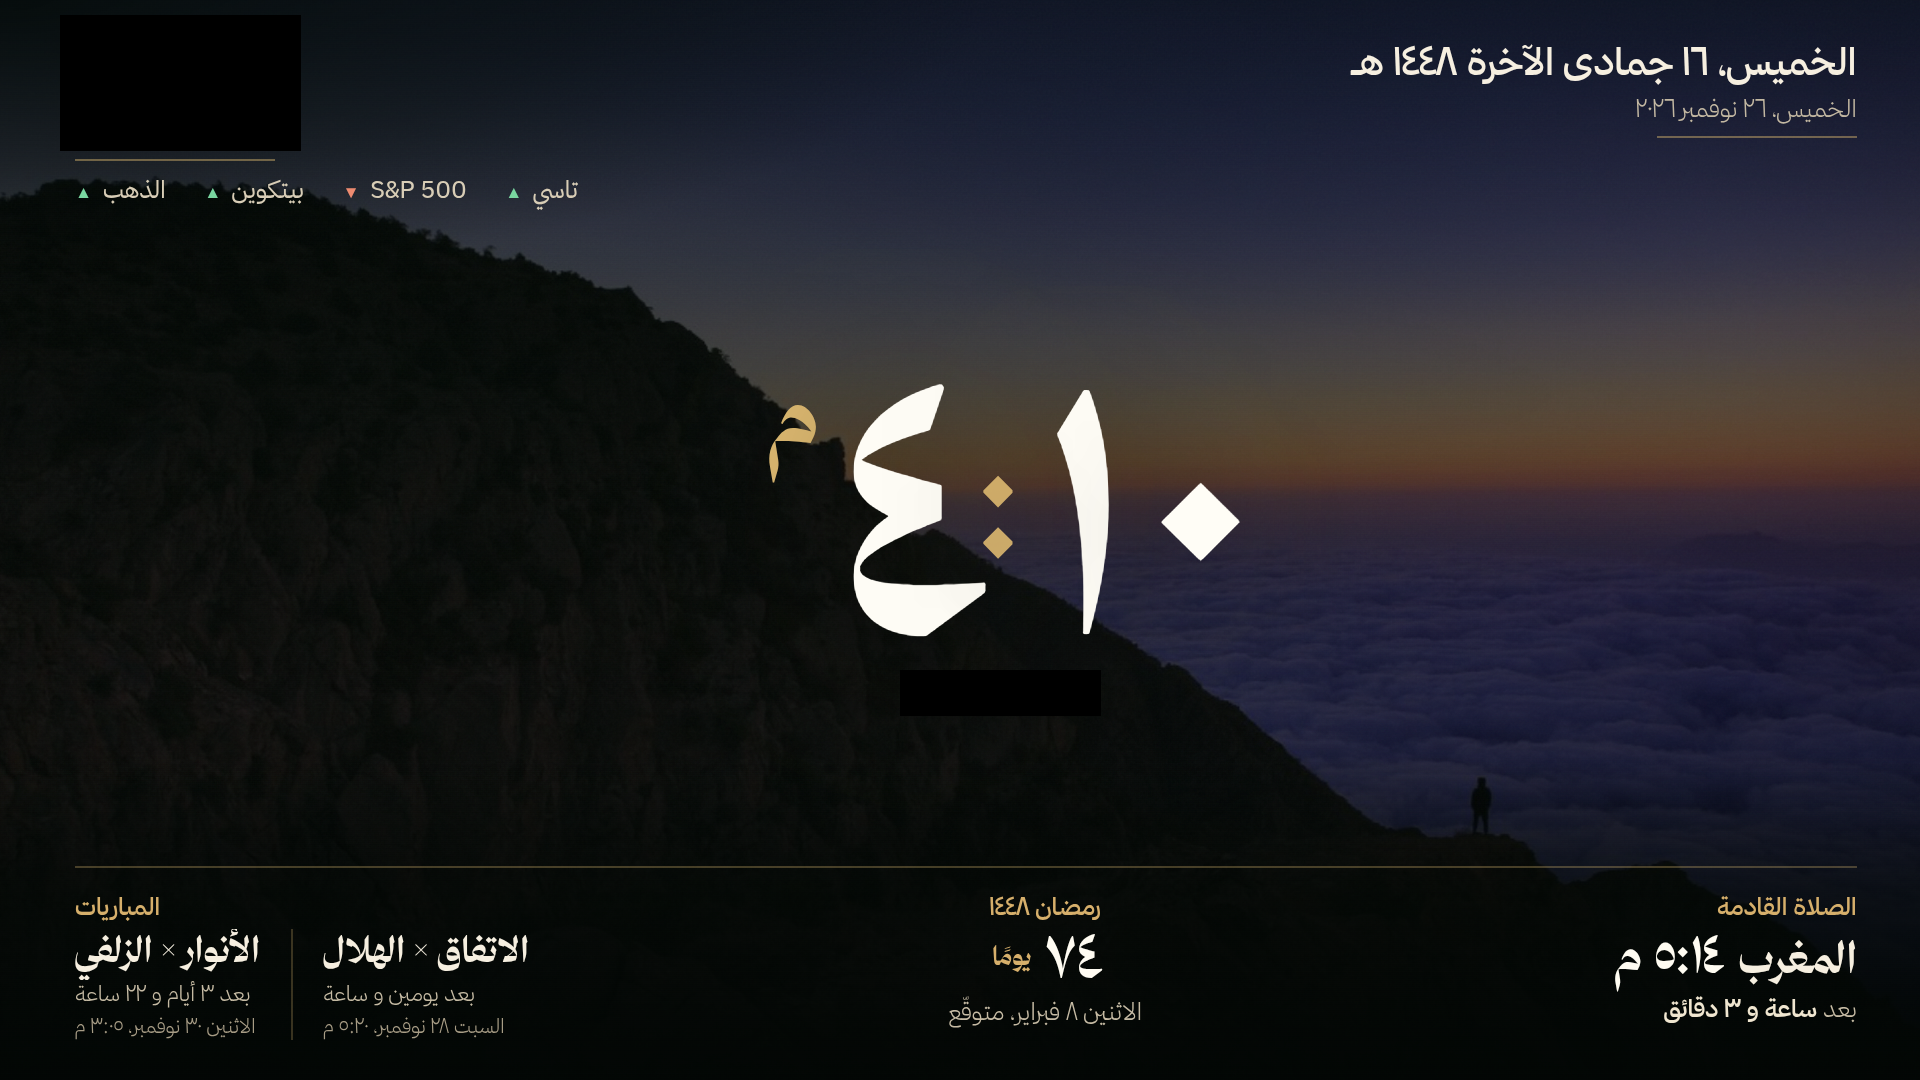 الخميس، ١٦ جمادى الآخرة ١٤٤٨ هـ
الخميس، ٢٦ نوفمبر ٢٠٢٦
تاسي ▲ S&P 500 ▼ بيتكوين ▲ الذهب ▲
٤:١٠ م
الصلاة القادمة
المغرب ٥:١٤ م
بعد ساعة و ٣ دقائق
رمضان ١٤٤٨
٧٤ يومًا
الاثنين ٨ فبراير، متوقّع
المباريات
الاتفاق × الهلال
بعد يومين و ساعة
السبت ٢٨ نوفمبر، ٥:٢٠ م
الأنوار × الزلفي
بعد ٣ أيام و ٢٢ ساعة
الاثنين ٣٠ نوفمبر، ٣:٠٥ م